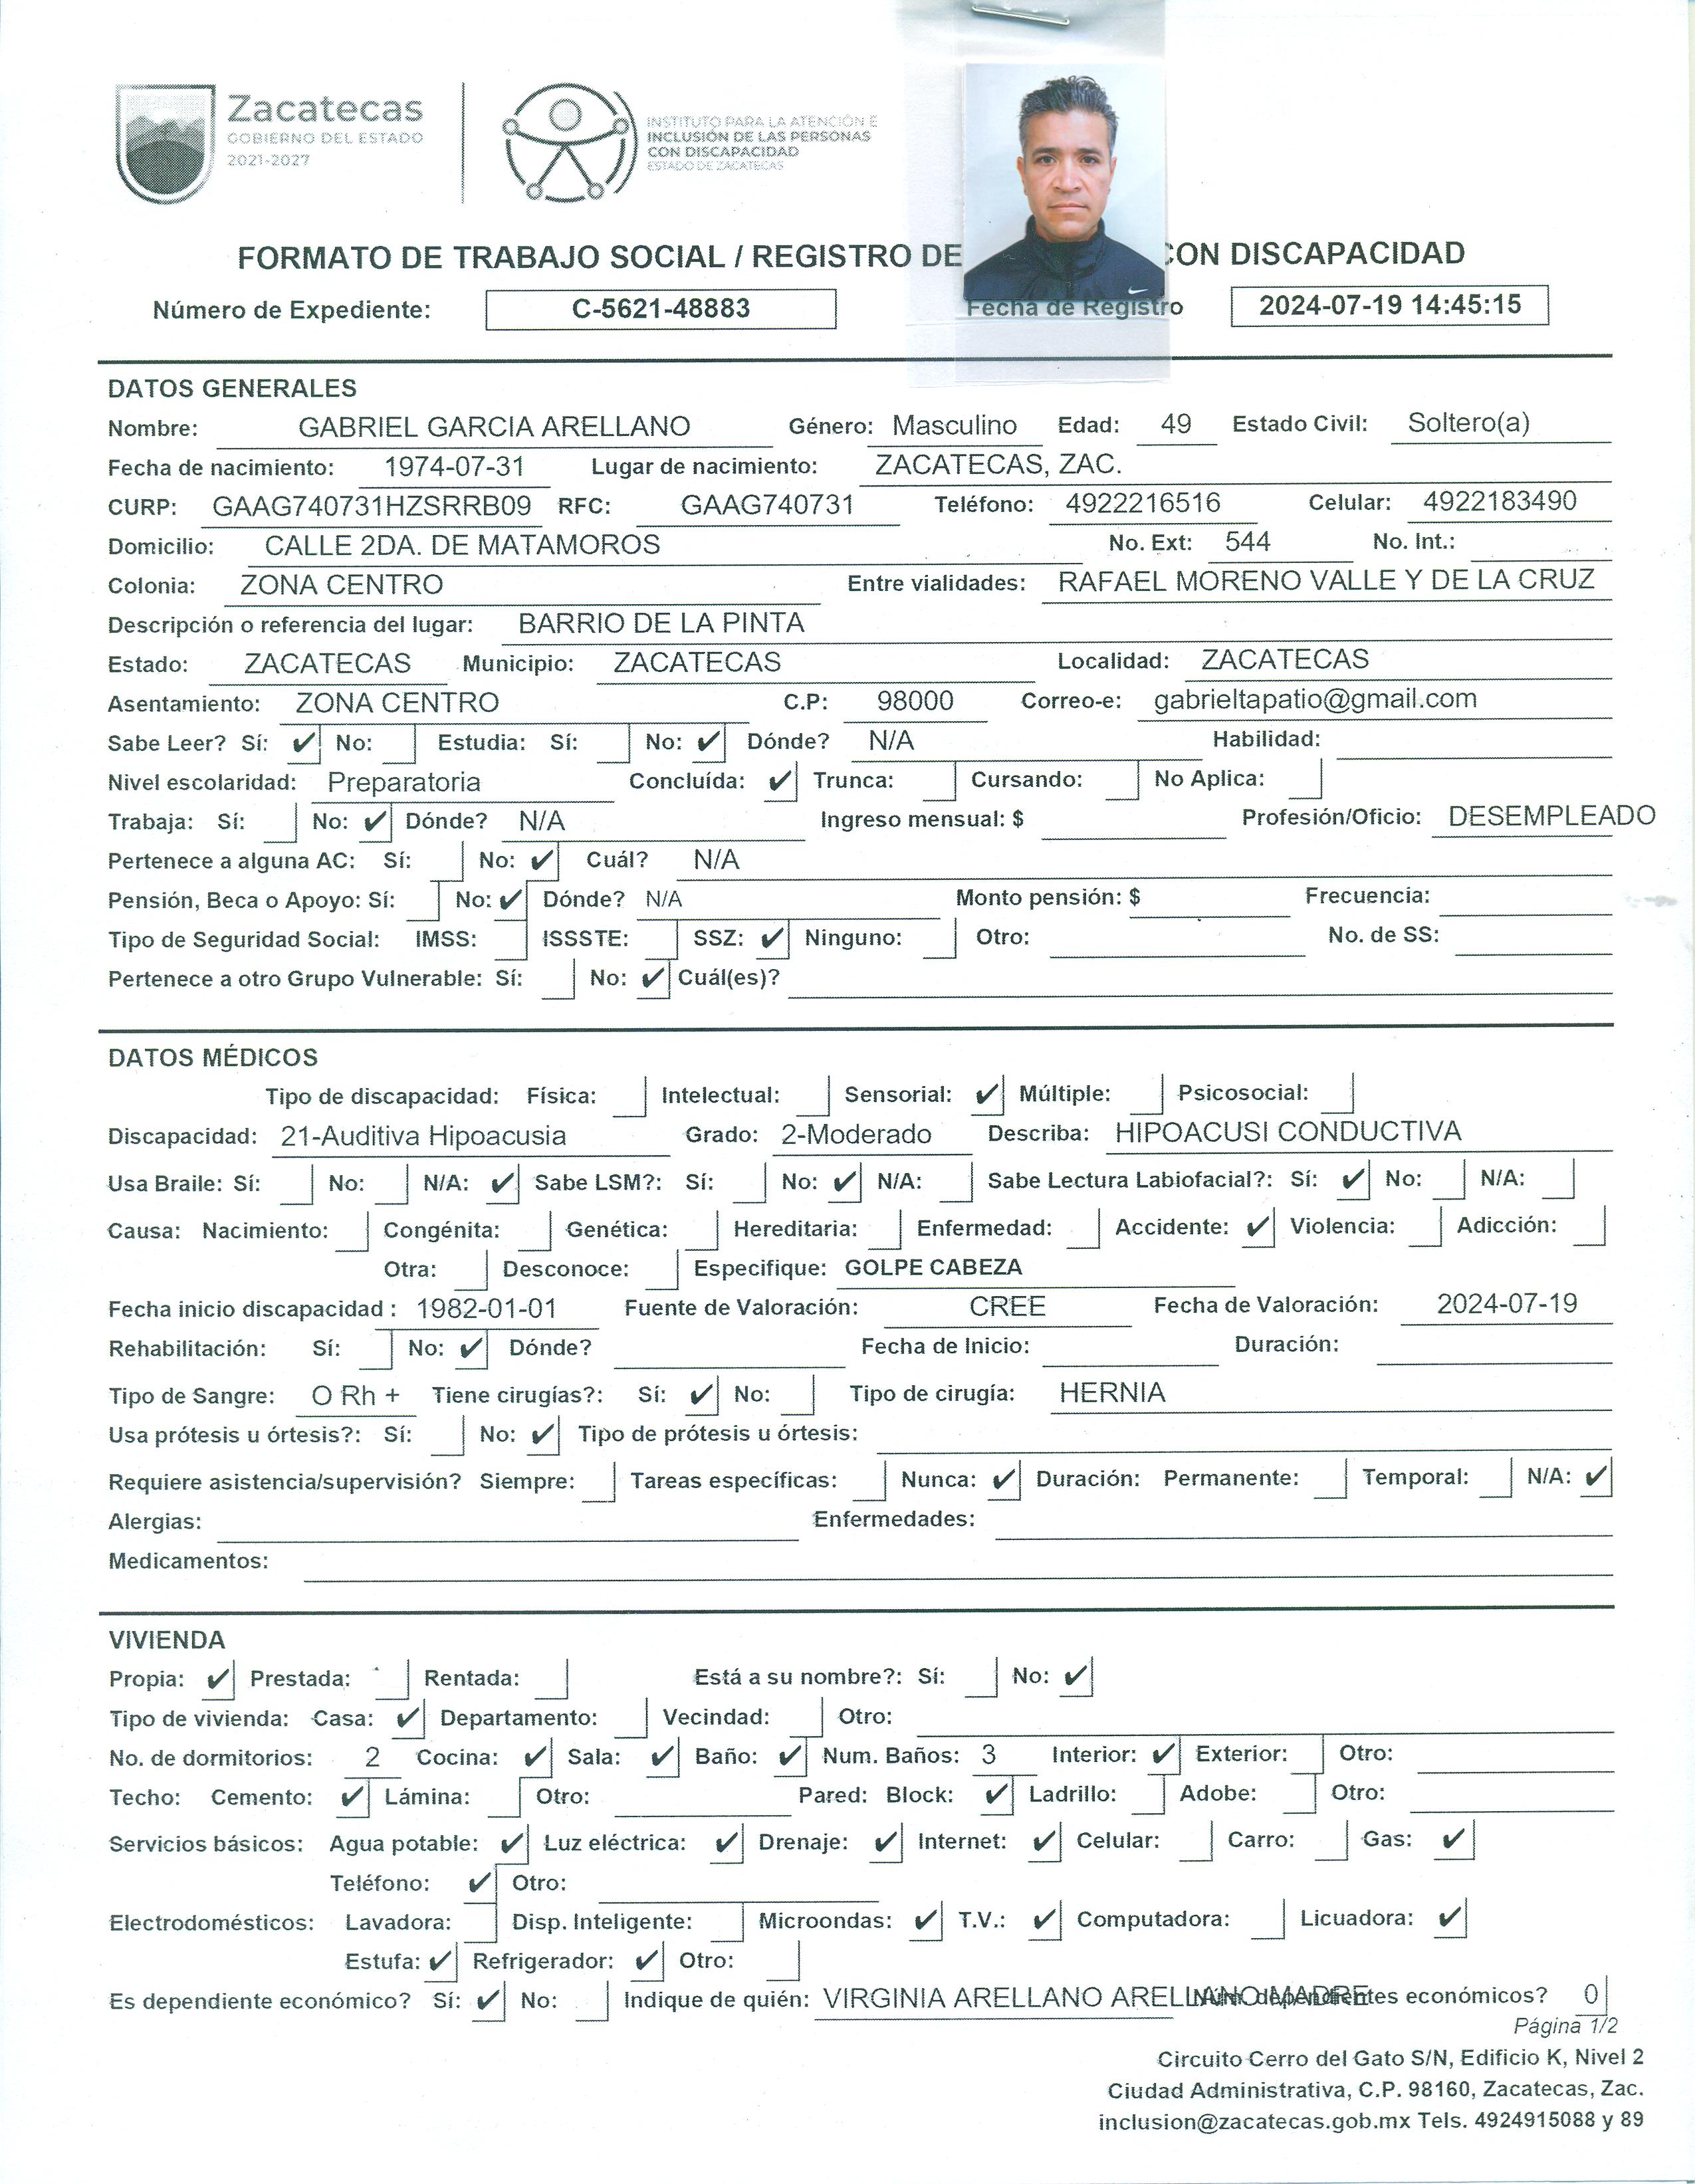 Zacatecas
GOBIERNO DEL ESTADO
2021-2027
INSTITUTO PARA LA ATENCIÓN E
INCLUSIÓN DE LAS PERSONAS
CON DISCAPACIDAD
ESTADO DE ZACATECAS
FORMATO DE TRABAJO SOCIAL / REGISTRO DE CON DISCAPACIDAD
Número de Expediente: C-5621-48883 Fecha de Registro 2024-07-19 14:45:15
DATOS GENERALES
Nombre: GABRIEL GARCIA ARELLANO Género: Masculino Edad: 49 Estado Civil: Soltero(a)
Fecha de nacimiento: 1974-07-31 Lugar de nacimiento: ZACATECAS, ZAC.
CURP: GAAG740731HZSRRB09 RFC: GAAG740731 Teléfono: 4922216516 Celular: 4922183490
Domicilio: CALLE 2DA. DE MATAMOROS No. Ext: 544 No. Int.:
Colonia: ZONA CENTRO Entre vialidades: RAFAEL MORENO VALLE Y DE LA CRUZ
Descripción o referencia del lugar: BARRIO DE LA PINTA
Estado: ZACATECAS Municipio: ZACATECAS Localidad: ZACATECAS
Asentamiento: ZONA CENTRO C.P: 98000 Correo-e: gabrieltapatio@gmail.com
Sabe Leer? Sí: ✔ No: Estudia: Sí: No: ✔ Dónde? N/A Habilidad:
Nivel escolaridad: Preparatoria Concluída: ✔ Trunca: Cursando: No Aplica:
Trabaja: Sí: No: ✔ Dónde? N/A Ingreso mensual: $ Profesión/Oficio: DESEMPLEADO
Pertenece a alguna AC: Sí: No: ✔ Cuál? N/A
Pensión, Beca o Apoyo: Sí: No: ✔ Dónde? N/A Monto pensión: $ Frecuencia:
Tipo de Seguridad Social: IMSS: ISSSTE: SSZ: ✔ Ninguno: Otro: No. de SS:
Pertenece a otro Grupo Vulnerable: Sí: No: ✔ Cuál(es)?
DATOS MÉDICOS
Tipo de discapacidad: Física: Intelectual: Sensorial: ✔ Múltiple: Psicosocial:
Discapacidad: 21-Auditiva Hipoacusia Grado: 2-Moderado Describa: HIPOACUSI CONDUCTIVA
Usa Braile: Sí: No: N/A: ✔ Sabe LSM?: Sí: No: ✔ N/A: Sabe Lectura Labiofacial?: Sí: ✔ No: N/A:
Causa: Nacimiento: Congénita: Genética: Hereditaria: Enfermedad: Accidente: ✔ Violencia: Adicción:
Otra: Desconoce: Especifique: GOLPE CABEZA
Fecha inicio discapacidad : 1982-01-01 Fuente de Valoración: CREE Fecha de Valoración: 2024-07-19
Rehabilitación: Sí: No: ✔ Dónde? Fecha de Inicio: Duración:
Tipo de Sangre: O Rh + Tiene cirugías?: Sí: ✔ No: Tipo de cirugía: HERNIA
Usa prótesis u órtesis?: Sí: No: ✔ Tipo de prótesis u órtesis:
Requiere asistencia/supervisión? Siempre: Tareas específicas: Nunca: ✔ Duración: Permanente: Temporal: N/A: ✔
Alergias: Enfermedades:
Medicamentos:
VIVIENDA
Propia: ✔ Prestada: Rentada: Está a su nombre?: Sí: No: ✔
Tipo de vivienda: Casa: ✔ Departamento: Vecindad: Otro:
No. de dormitorios: 2 Cocina: ✔ Sala: ✔ Baño: ✔ Num. Baños: 3 Interior: ✔ Exterior: Otro:
Techo: Cemento: ✔ Lámina: Otro: Pared: Block: ✔ Ladrillo: Adobe: Otro:
Servicios básicos: Agua potable: ✔ Luz eléctrica: ✔ Drenaje: ✔ Internet: ✔ Celular: Carro: Gas: ✔
Teléfono: ✔ Otro:
Electrodomésticos: Lavadora: Disp. Inteligente: Microondas: ✔ T.V.: ✔ Computadora: Licuadora: ✔
Estufa: ✔ Refrigerador: ✔ Otro:
Es dependiente económico? Sí: ✔ No: Indique de quién: VIRGINIA ARELLANO ARELLANO MADRE económicos? 0
Página 1/2
Circuito Cerro del Gato S/N, Edificio K, Nivel 2
Ciudad Administrativa, C.P. 98160, Zacatecas, Zac.
inclusion@zacatecas.gob.mx Tels. 4924915088 y 89